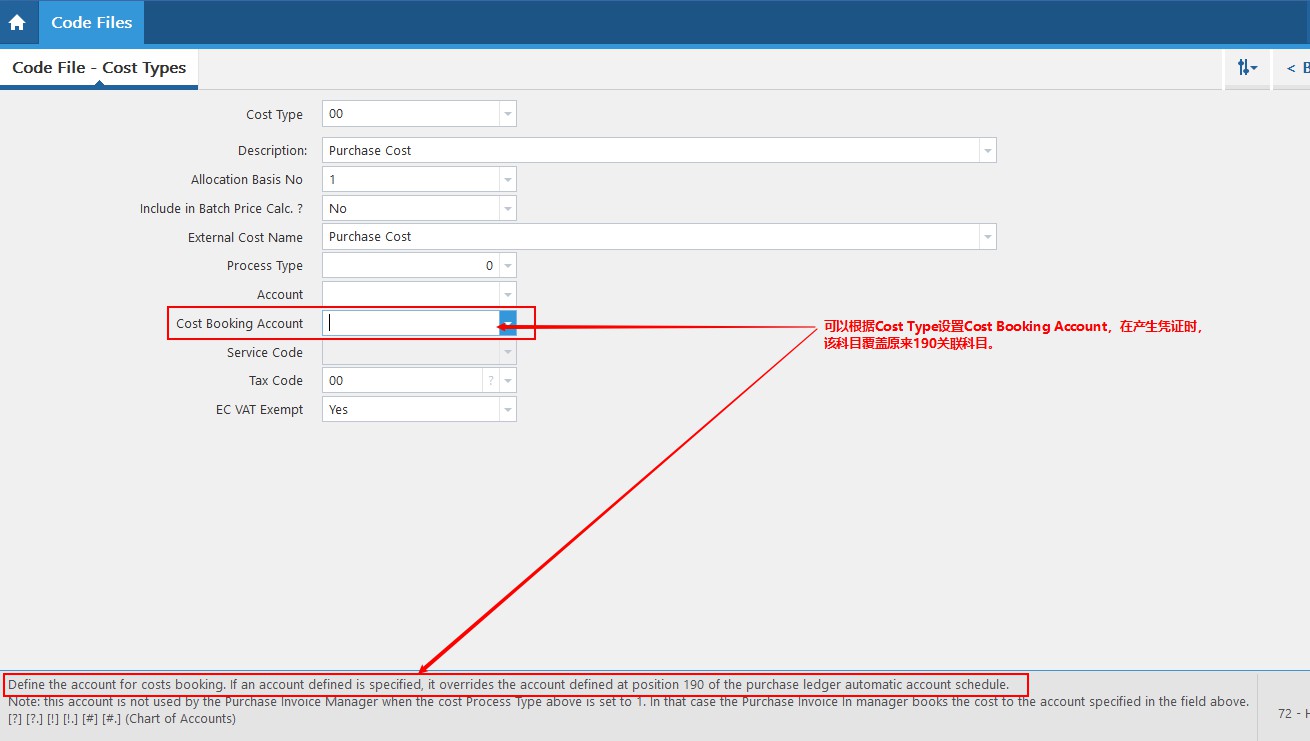 Code Files
Code File - Cost Types
< B
Cost Type 00
Description: Purchase Cost
Allocation Basis No 1
Include in Batch Price Calc. ? No
External Cost Name Purchase Cost
Process Type 0
Account
Cost Booking Account
可以根据Cost Type设置Cost Booking Account，在产生凭证时，
该科目覆盖原来190关联科目。
Service Code
Tax Code 00 ?
EC VAT Exempt Yes
Define the account for costs booking. If an account defined is specified, it overrides the account defined at position 190 of the purchase ledger automatic account schedule.
Note: this account is not used by the Purchase Invoice Manager when the cost Process Type above is set to 1. In that case the Purchase Invoice In manager books the cost to the account specified in the field above.
[?] [?.] [!] [!.] [#] [#.] (Chart of Accounts)
72 - H